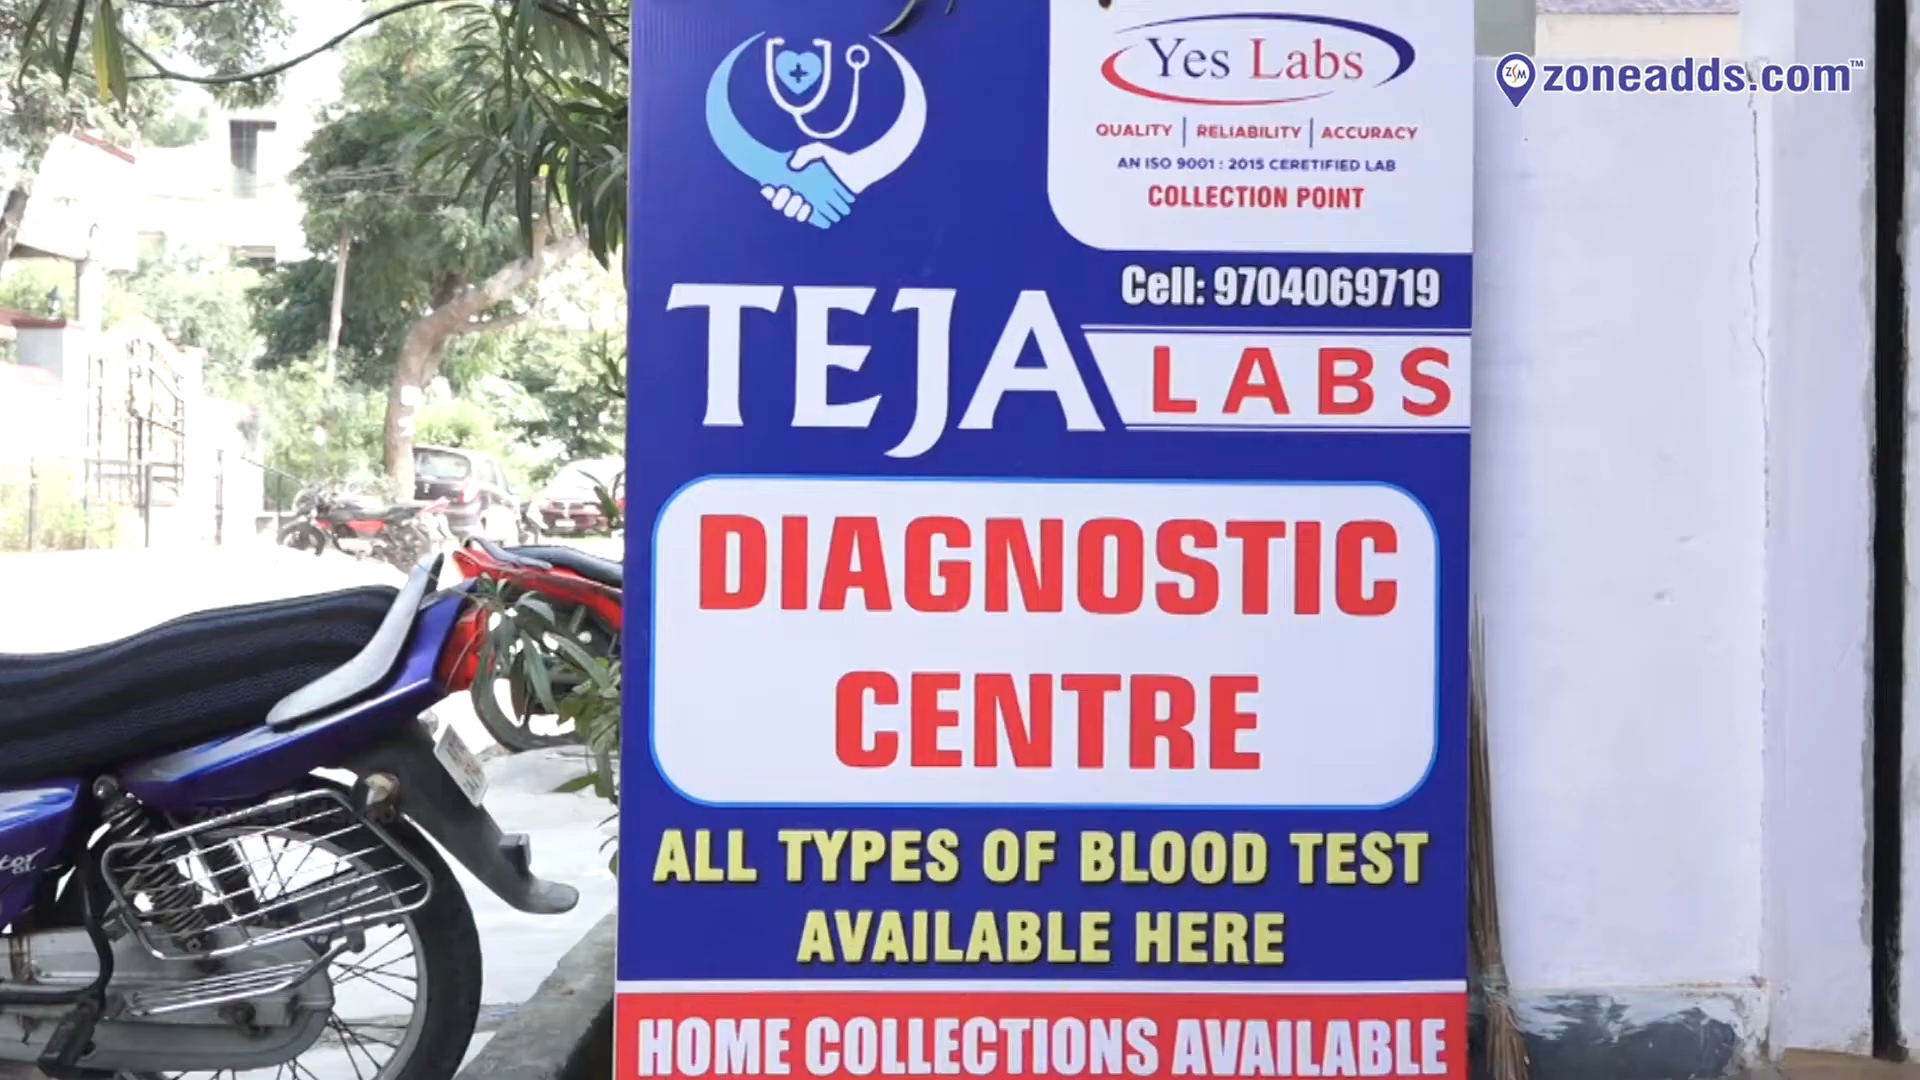 Yes Labs
QUALITY | RELIABILITY | ACCURACY
AN ISO 9001 : 2015 CERETIFIED LAB
COLLECTION POINT
zoneadds.com™
Cell: 9704069719
TEJA LABS
DIAGNOSTIC
CENTRE
ALL TYPES OF BLOOD TEST
AVAILABLE HERE
HOME COLLECTIONS AVAILABLE